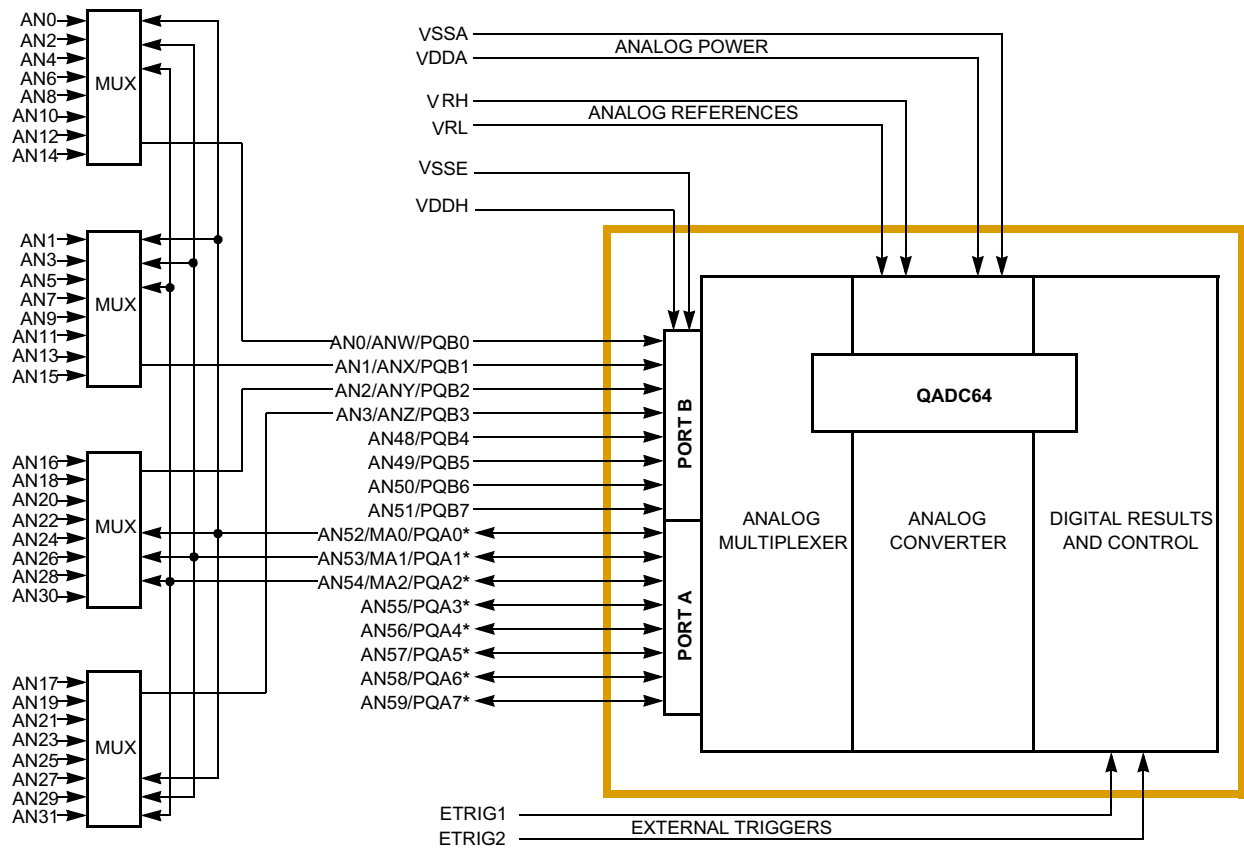 AN0
AN2
AN4
AN6
AN8
AN10
AN12
AN14
MUX
AN1
AN3
AN5
AN7
AN9
AN11
AN13
AN15
MUX
AN16
AN18
AN20
AN22
AN24
AN26
AN28
AN30
MUX
AN17
AN19
AN21
AN23
AN25
AN27
AN29
AN31
MUX
VSSA
ANALOG POWER
VDDA
VRH
ANALOG REFERENCES
VRL
VSSE
VDDH
AN0/ANW/PQB0
AN1/ANX/PQB1
AN2/ANY/PQB2
AN3/ANZ/PQB3
AN48/PQB4
AN49/PQB5
AN50/PQB6
AN51/PQB7
AN52/MA0/PQA0*
AN53/MA1/PQA1*
AN54/MA2/PQA2*
AN55/PQA3*
AN56/PQA4*
AN57/PQA5*
AN58/PQA6*
AN59/PQA7*
PORT B
PORT A
QADC64
ANALOG
MULTIPLEXER
ANALOG
CONVERTER
DIGITAL RESULTS
AND CONTROL
ETRIG1
EXTERNAL TRIGGERS
ETRIG2